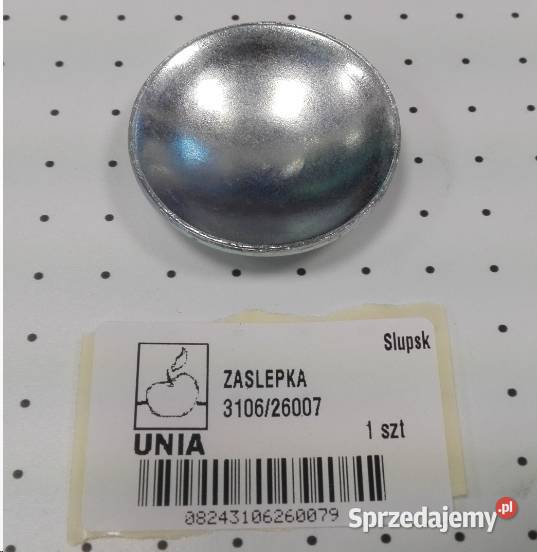 Slupsk
ZASLEPKA
3106/26007
1 szt
UNIA
08243106260079
Sprzedajemy.pl